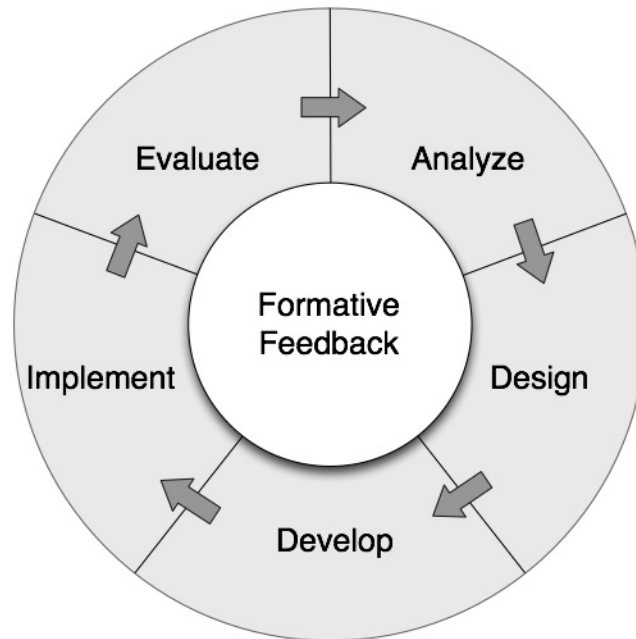 Evaluate
Analyze
Formative
Feedback
Implement
Design
Develop